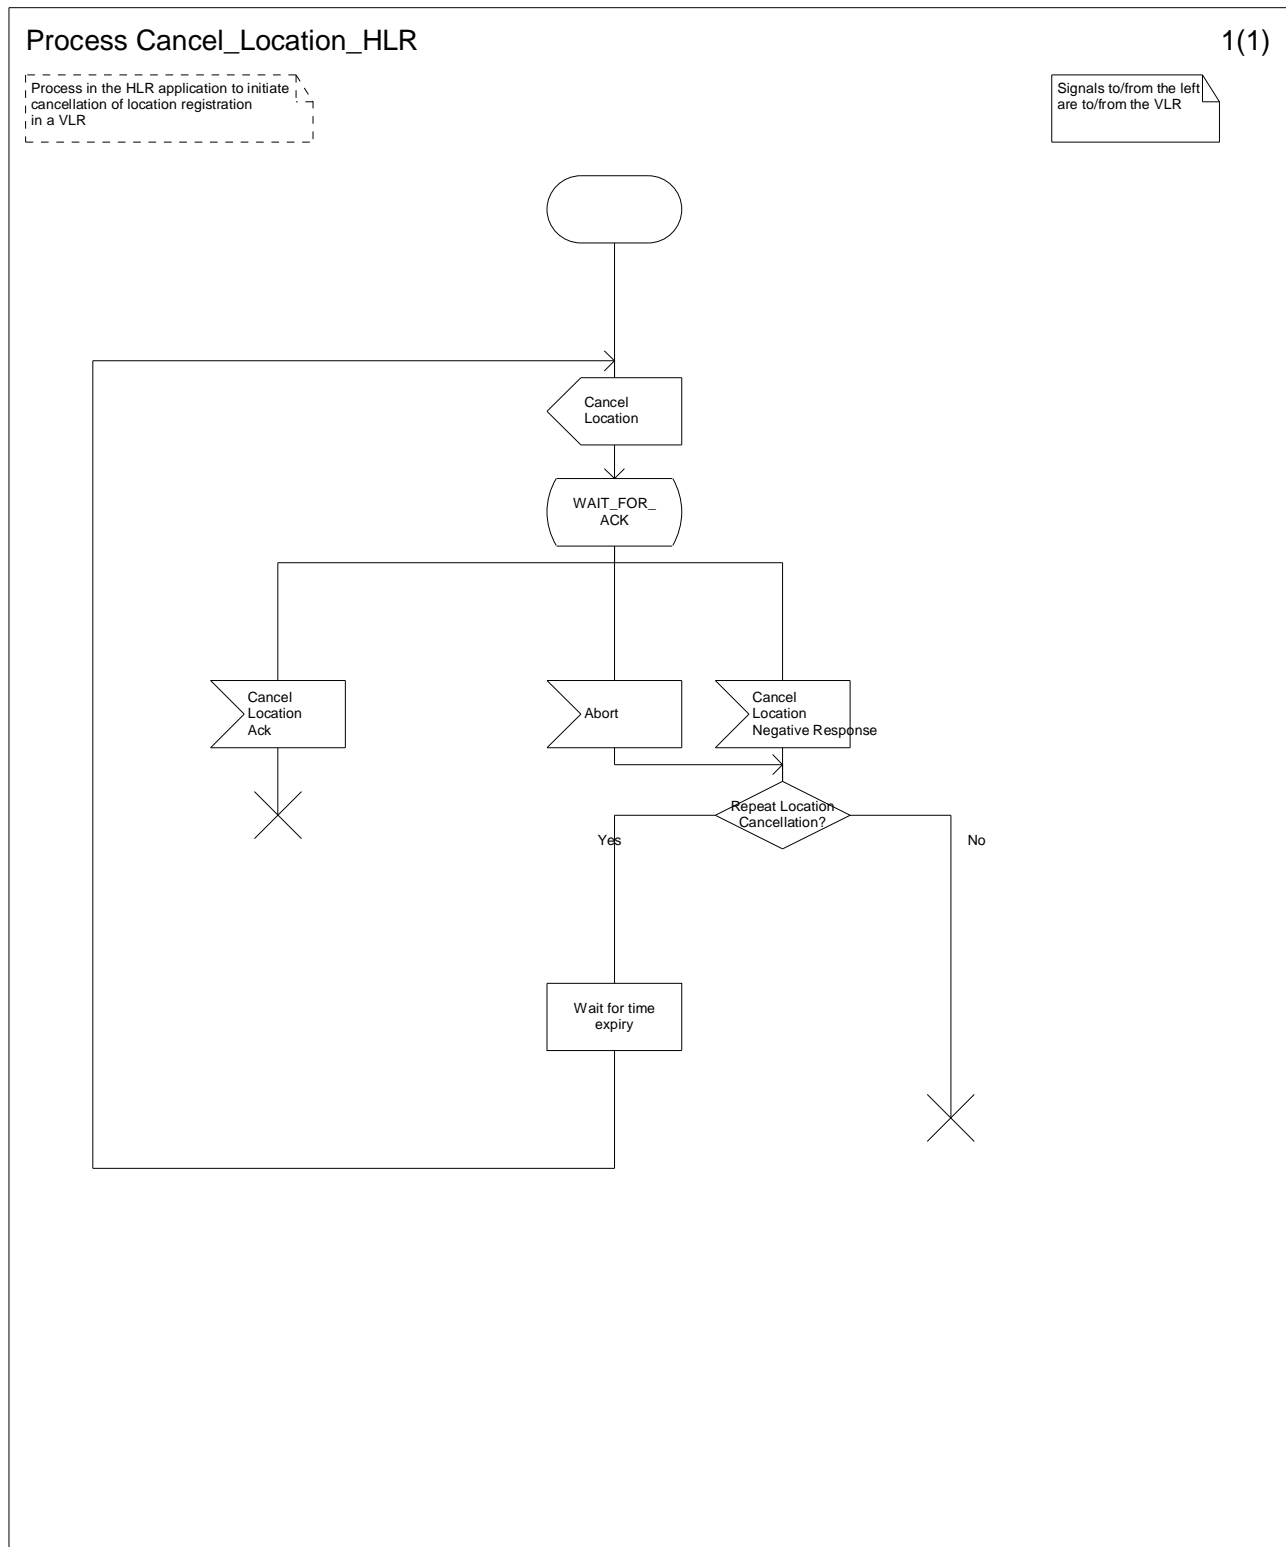 Process Cancel_Location_HLR
1(1)
Process in the HLR application to initiate
cancellation of location registration
in a VLR
Signals to/from the left
are to/from the VLR
Cancel
Location
WAIT_FOR_
ACK
Cancel
Location
Ack
Abort
Cancel
Location
Negative Response
Repeat Location
Cancellation?
Yes
No
Wait for time
expiry